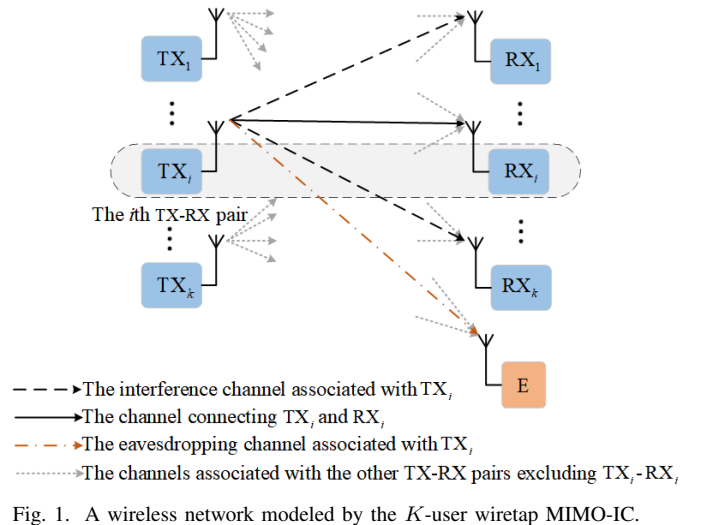 TX₁
RX₁
TXᵢ
RXᵢ
The ith TX-RX pair
TXₖ
RXₖ
E
The interference channel associated with TXᵢ
The channel connecting TXᵢ and RXᵢ
The eavesdropping channel associated with TXᵢ
The channels associated with the other TX-RX pairs excluding TXᵢ-RXᵢ
Fig. 1. A wireless network modeled by the K-user wiretap MIMO-IC.